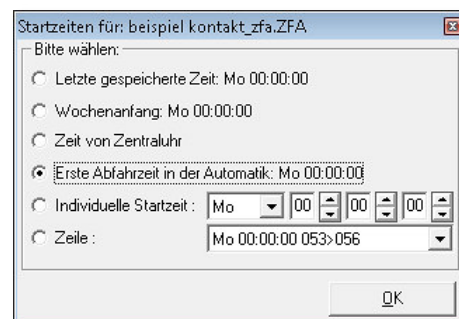 Startzeiten für: beispiel kontakt_zfa.ZFA
Bitte wählen:
Letzte gespeicherte Zeit: Mo 00:00:00
Wochenanfang: Mo 00:00:00
Zeit von Zentraluhr
Erste Abfahrzeit in der Automatik: Mo 00:00:00
Individuelle Startzeit : Mo 00 00 00
Zeile : Mo 00:00:00 053>056
OK